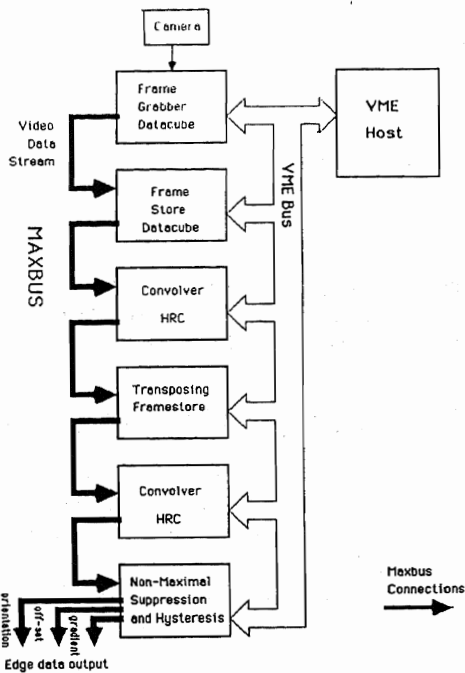 Camera
Frame
Grabber
Datacube
VME
Host
Video
Data
Stream
VME Bus
Frame
Store
Datacube
MAXBUS
Convolver
HRC
Transposing
Framestore
Convolver
HRC
Non-Maximal
Suppression
and Hysteresis
Maxbus
Connections
orientation
off-set
gradient
Edge data output